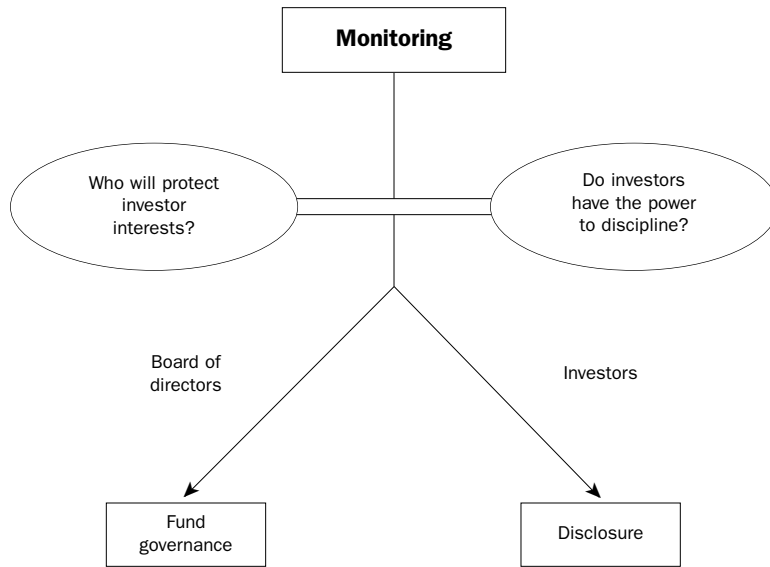 Monitoring
Who will protect
investor
interests?
Do investors
have the power
to discipline?
Board of
directors
Investors
Fund
governance
Disclosure